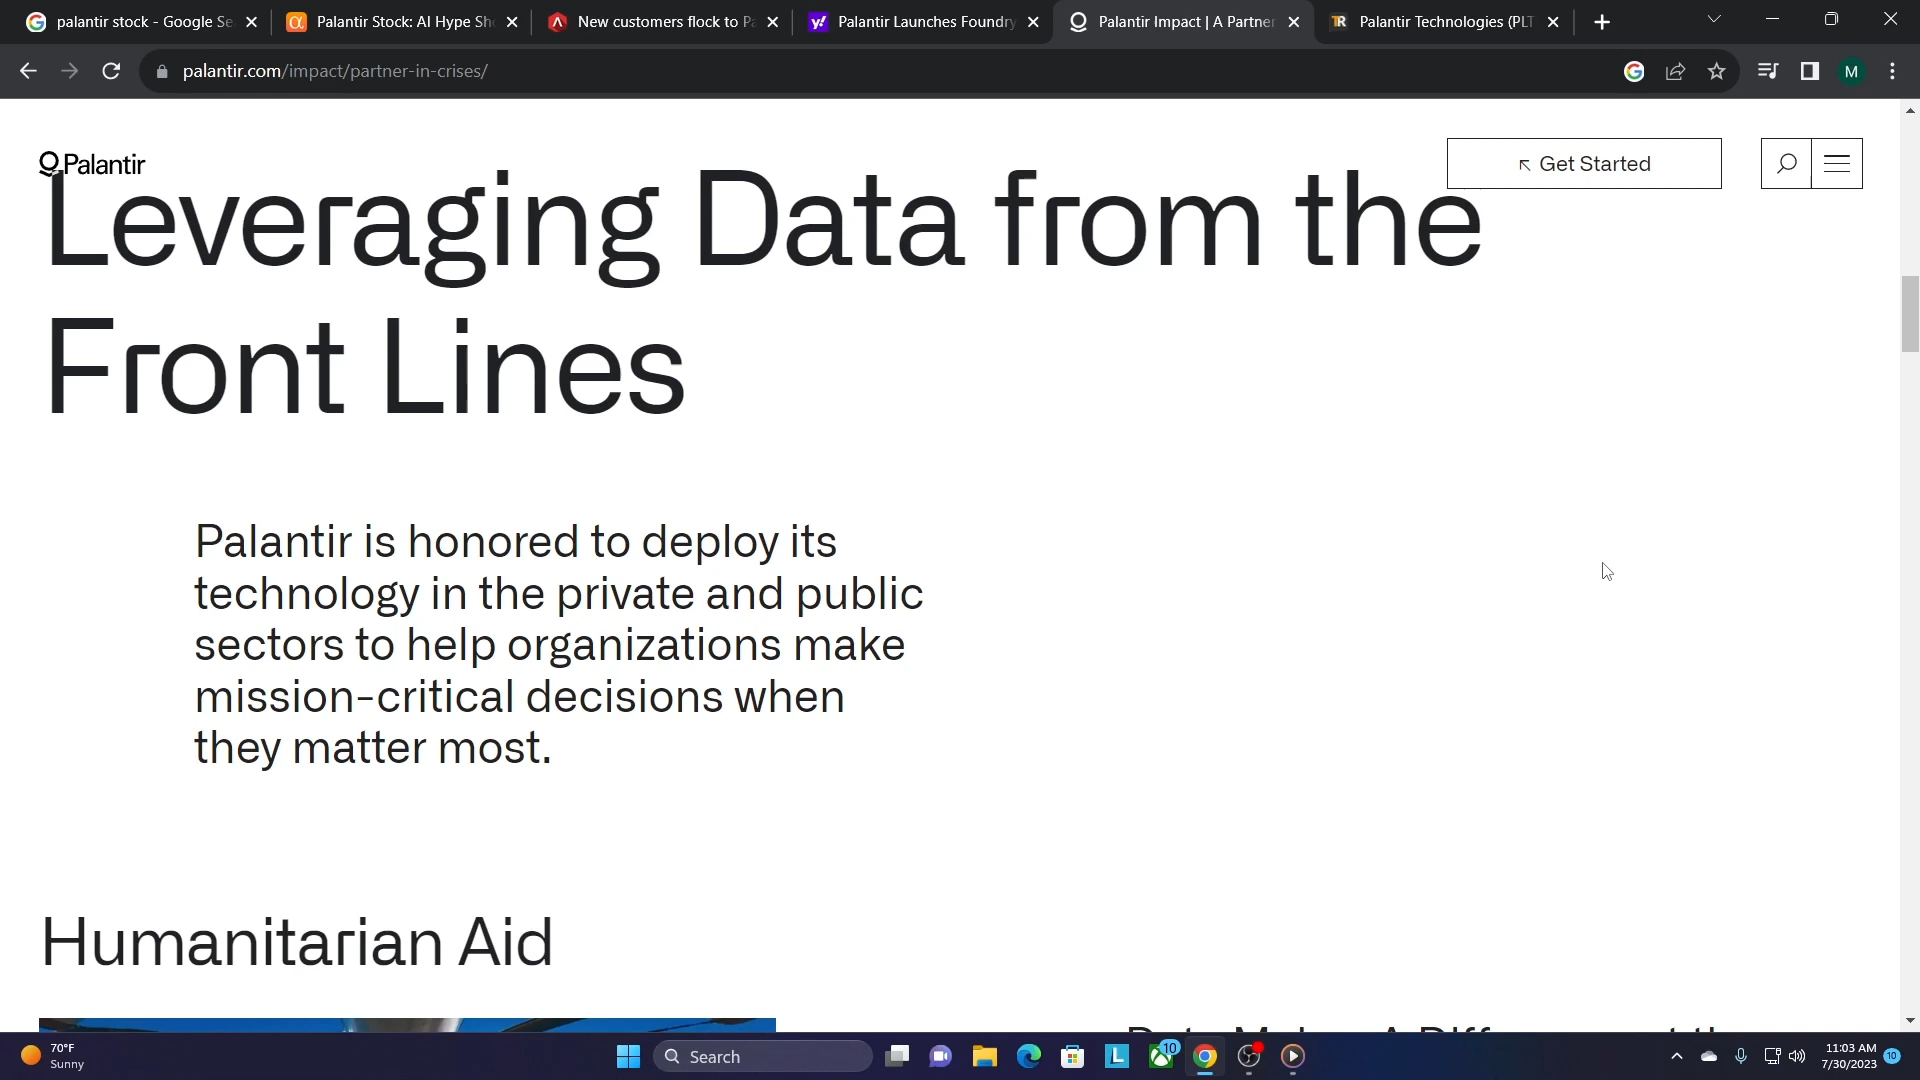 palantir stock - Google Se
Palantir Stock: AI Hype Sh
New customers flock to Pa
Palantir Launches Foundry
Palantir Impact | A Partner
Palantir Technologies (PLT
palantir.com/impact/partner-in-crises/
M
Palantir
Get Started
Leveraging Data from the
Front Lines
Palantir is honored to deploy its
technology in the private and public
sectors to help organizations make
mission-critical decisions when
they matter most.
Humanitarian Aid
70°F
Sunny
Search
10
11:03 AM
7/30/2023
10